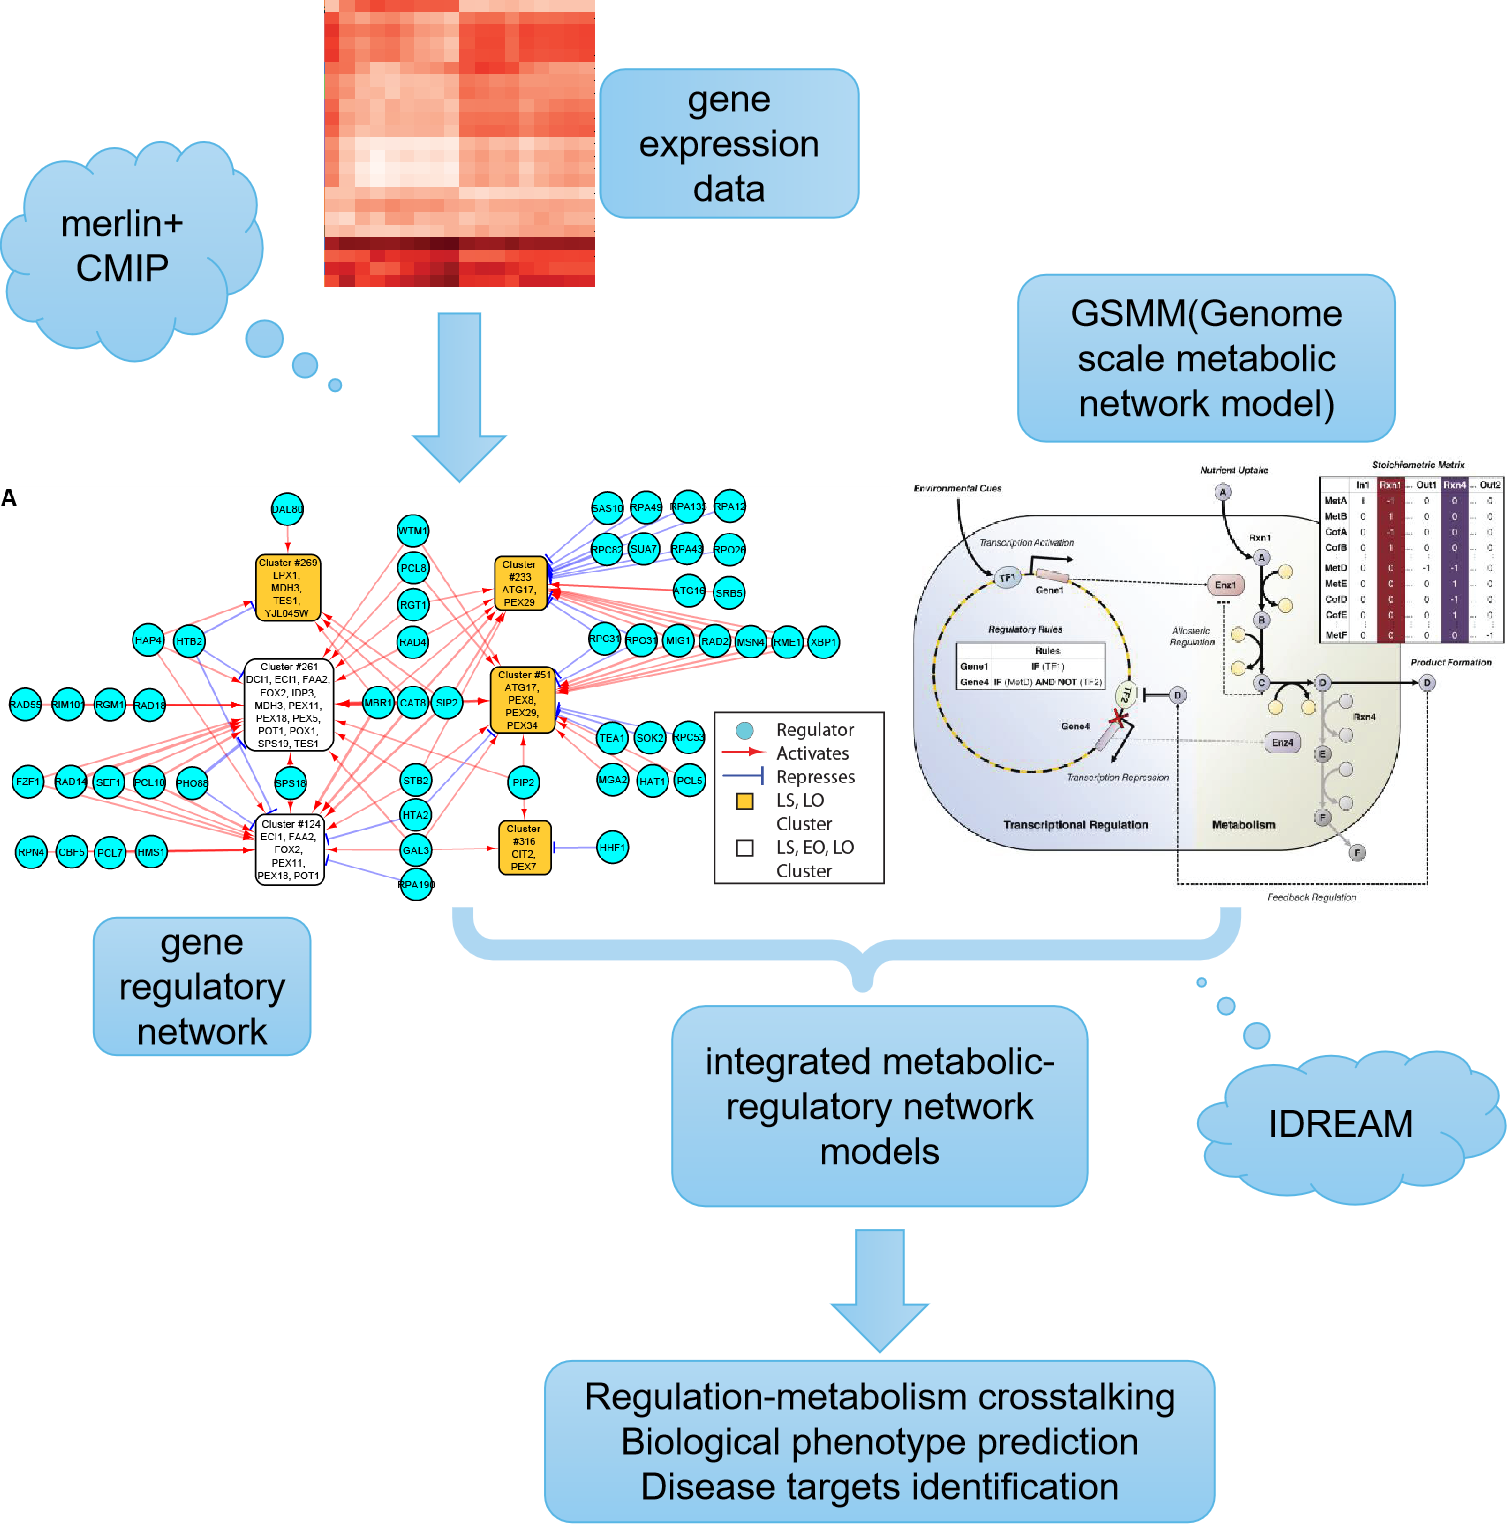 gene
expression
data
merlin+
CMIP
GSMM(Genome
scale metabolic
network model)
A
DAL80
WTM1
PCL8
RGT1
RAD4
Cluster #269
LPX1,
MDH3,
TES1,
YJL045W
Cluster
#233
ATG17,
PEX29
SAS10
RPA49
RPA135
RPA12
RPC82
SUA7
RPA43
RPO26
ATG16
SRB5
HAP4
HTB2
RPC31
RPO31
MIG1
RAD2
MSN4
RME1
XBP1
Cluster #261
DCI1, ECI1, FAA2,
FOX2, IDP3,
MDH3, PEX11,
PEX18, PEX5,
POT1, POX1,
SPS19, TES1
Cluster #51
ATG17,
PEX8,
PEX29,
PEX34
RAD55
RIM101
RGM1
RAD18
MBR1
CAT8
SIP2
TEA1
SOK2
RPC53
MGA2
HAT1
PCL5
FZF1
RAD14
SEF1
PCL10
PHO88
SPS18
STB2
PIP2
HTA2
GAL3
RPA190
RPN4
CBF5
PCL7
HMS1
Cluster #124
ECI1, FAA2,
FOX2,
PEX11,
PEX18, POT1
Cluster
#316
CIT2,
PEX7
HHF1
Regulator
Activates
Represses
LS, LO
Cluster
LS, EO, LO
Cluster
Environmental Cues
Nutrient Uptake
A
Stoichiometric Matrix
In1 Rxn1 ... Out1 Rxn4 ... Out2
MetA 1 -1 ... 0 0 ... 0
MetB 0 1 ... 0 0 ... 0
CofA 0 -1 ... 0 0 ... 0
CofB 0 1 ... 0 0 ... 0
MetD 0 0 ... -1 -1 ... 0
MetE 0 0 ... 0 1 ... 0
CofD 0 0 ... 0 -1 ... 0
CofE 0 0 ... 0 1 ... 0
MetF 0 0 ... 0 0 ... -1
Transcription Activation
TF1
Gene1
Rxn1
A
Enz1
B
Allosteric
Regulation
Regulatory Rules
Rules
Gene1 IF (TF1)
Gene4 IF (MetD) AND NOT (TF2)
Product Formation
C
D
D
TF2
D
Gene4
Rxn4
Enz4
E
Transcription Repression
F
F
Transcriptional Regulation
Metabolism
Feedback Regulation
gene
regulatory
network
integrated metabolic-
regulatory network
models
IDREAM
Regulation-metabolism crosstalking
Biological phenotype prediction
Disease targets identification